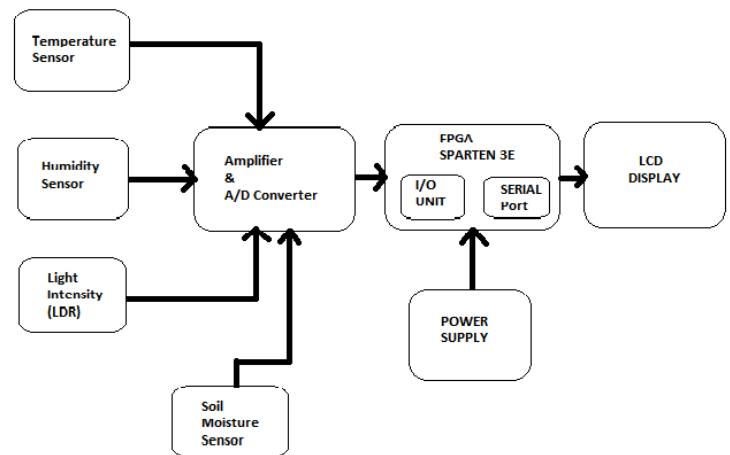 Temperature
Sensor
Humidity
Sensor
Light
Intensity
(LDR)
Soil
Moisture
Sensor
Amplifier
&
A/D Converter
FPGA
SPARTEN 3E
I/O
UNIT
SERIAL
Port
POWER
SUPPLY
LCD
DISPLAY